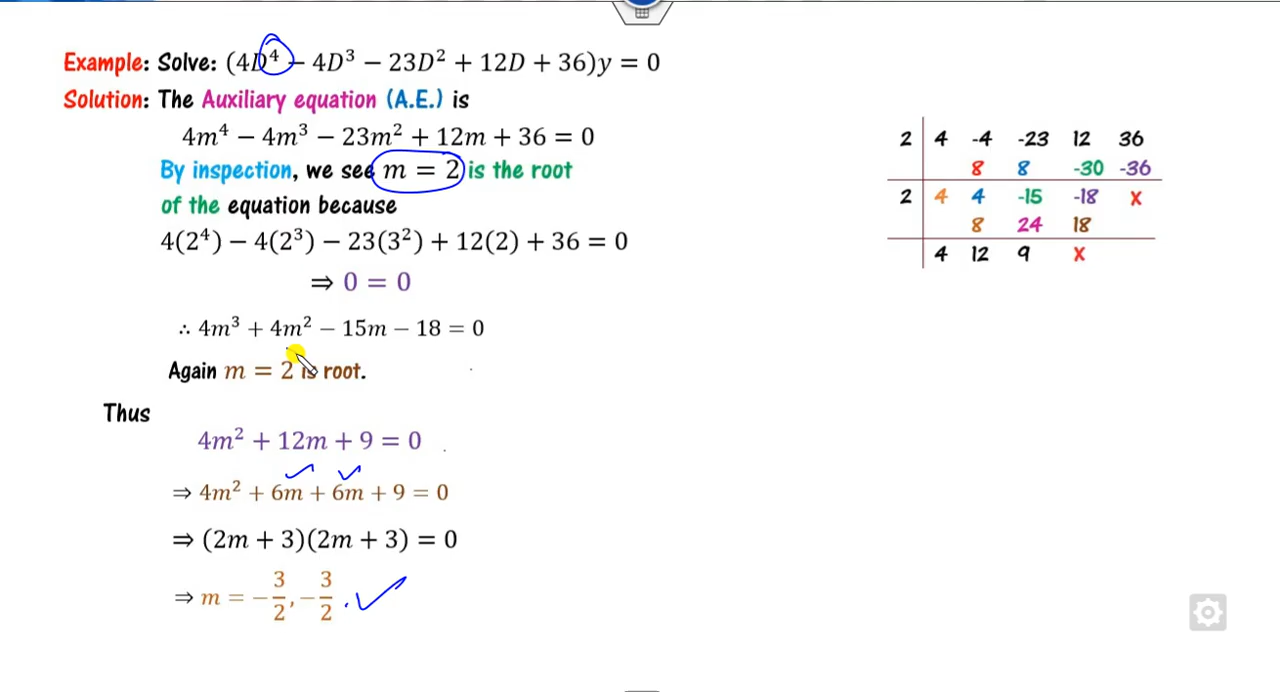 Example: Solve: (4D⁴ − 4D³ − 23D² + 12D + 36)y = 0
Solution: The Auxiliary equation (A.E.) is
4m⁴ − 4m³ − 23m² + 12m + 36 = 0
By inspection, we see m = 2 is the root
of the equation because
4(2⁴) − 4(2³) − 23(3²) + 12(2) + 36 = 0
⇒ 0 = 0
∴ 4m³ + 4m² − 15m − 18 = 0
Again m = 2 is root.
Thus
4m² + 12m + 9 = 0
⇒ 4m² + 6m + 6m + 9 = 0
⇒ (2m + 3)(2m + 3) = 0
⇒ m = −3/2, −3/2.
2 4 -4 -23 12 36
8 8 -30 -36
2 4 4 -15 -18 x
8 24 18
4 12 9 x